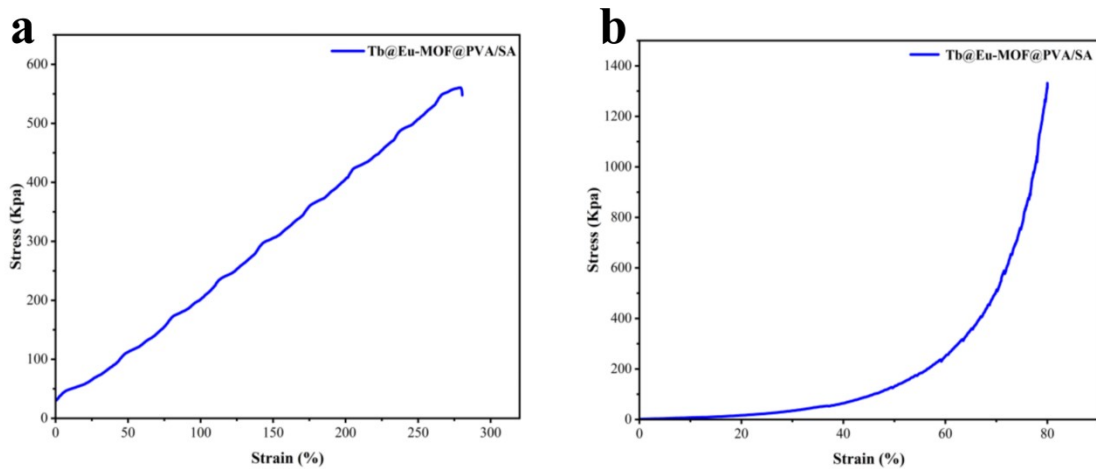 a
Tb@Eu-MOF@PVA/SA
600
500
400
300
200
100
0
Stress (Kpa)
0 50 100 150 200 250 300
Strain (%)
b
Tb@Eu-MOF@PVA/SA
1400
1200
1000
800
600
400
200
0
Stress (Kpa)
0 20 40 60 80
Strain (%)